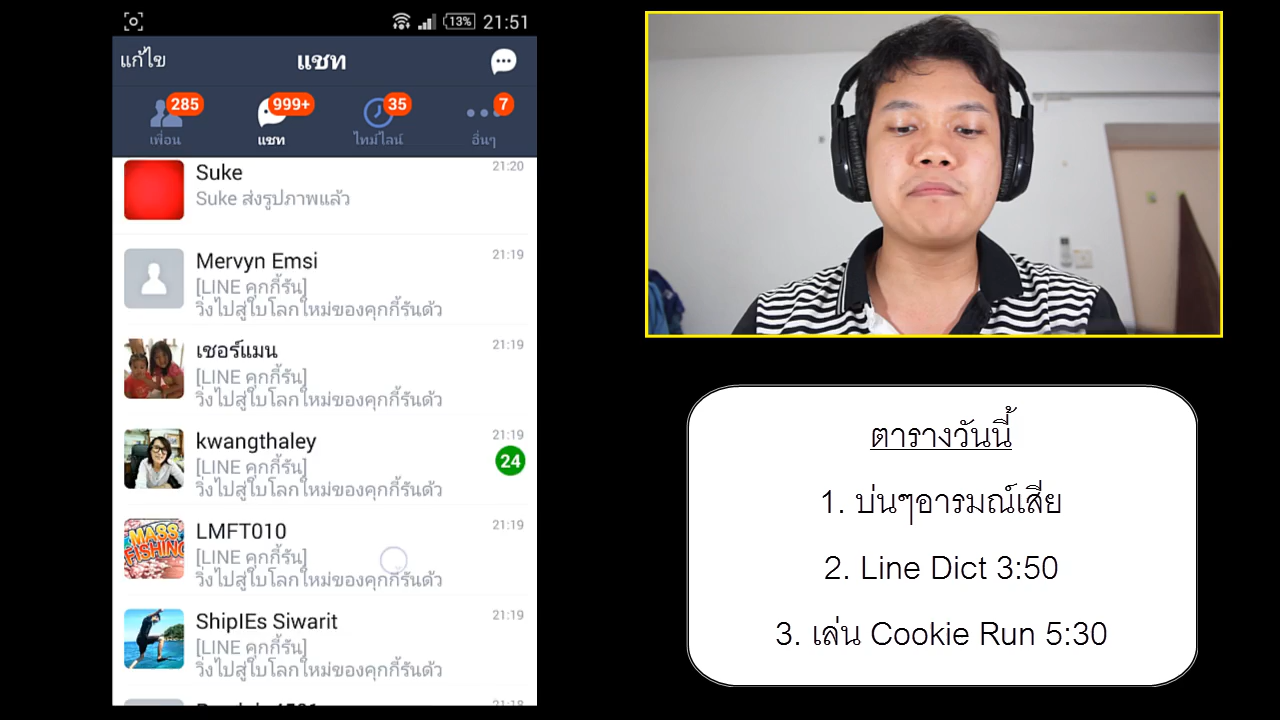 13% 21:51
แก้ไข แชท
285 999+ 35 7
เพื่อน แชท ไทม์ไลน์ อื่นๆ
Suke 21:20
Suke ส่งรูปภาพแล้ว
Mervyn Emsi 21:19
[LINE คุกกี้รัน]
วิ่งไปสู่ใบโลกใหม่ของคุกกี้รันด้ว
เชอร์แมน 21:19
[LINE คุกกี้รัน]
วิ่งไปสู่ใบโลกใหม่ของคุกกี้รันด้ว
kwangthaley 21:19
[LINE คุกกี้รัน] 24
วิ่งไปสู่ใบโลกใหม่ของคุกกี้รันด้ว
MASS
FISHING
LMFT010 21:19
[LINE คุกกี้รัน]
วิ่งไปสู่ใบโลกใหม่ของคุกกี้รันด้ว
ShipIEs Siwarit 21:19
[LINE คุกกี้รัน]
วิ่งไปสู่ใบโลกใหม่ของคุกกี้รันด้ว
ตารางวันนี้
1. บ่นๆอารมณ์เสีย
2. Line Dict 3:50
3. เล่น Cookie Run 5:30